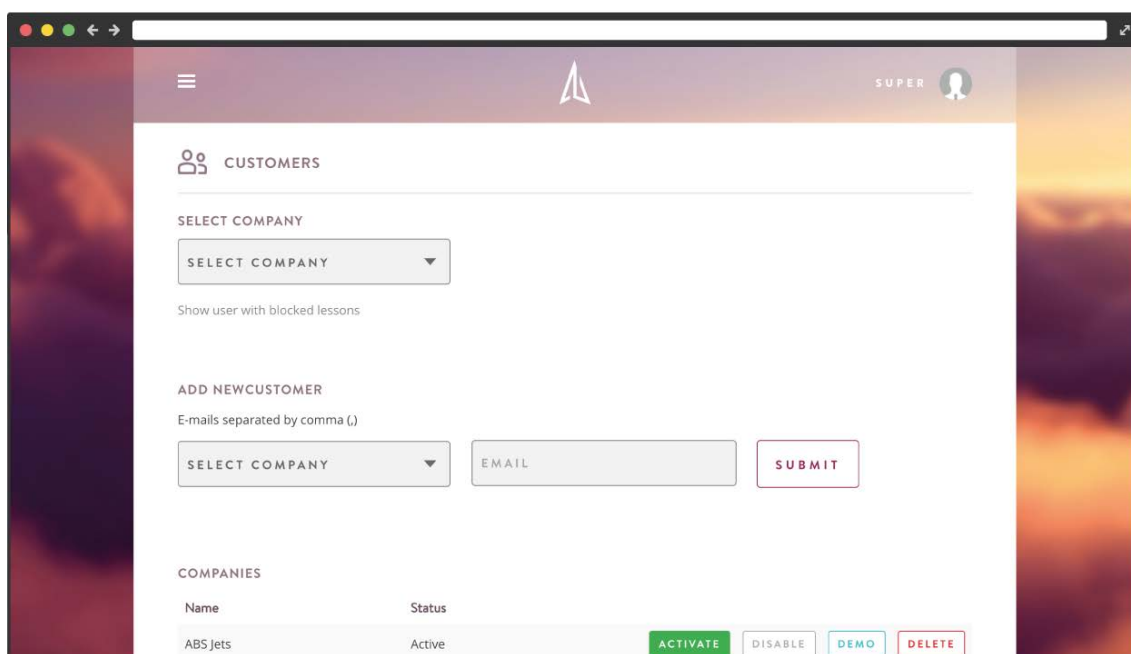 SUPER
CUSTOMERS
SELECT COMPANY
SELECT COMPANY
Show user with blocked lessons
ADD NEWCUSTOMER
E-mails separated by comma (,)
SELECT COMPANY EMAIL SUBMIT
COMPANIES
Name Status
ABS Jets Active ACTIVATE DISABLE DEMO DELETE